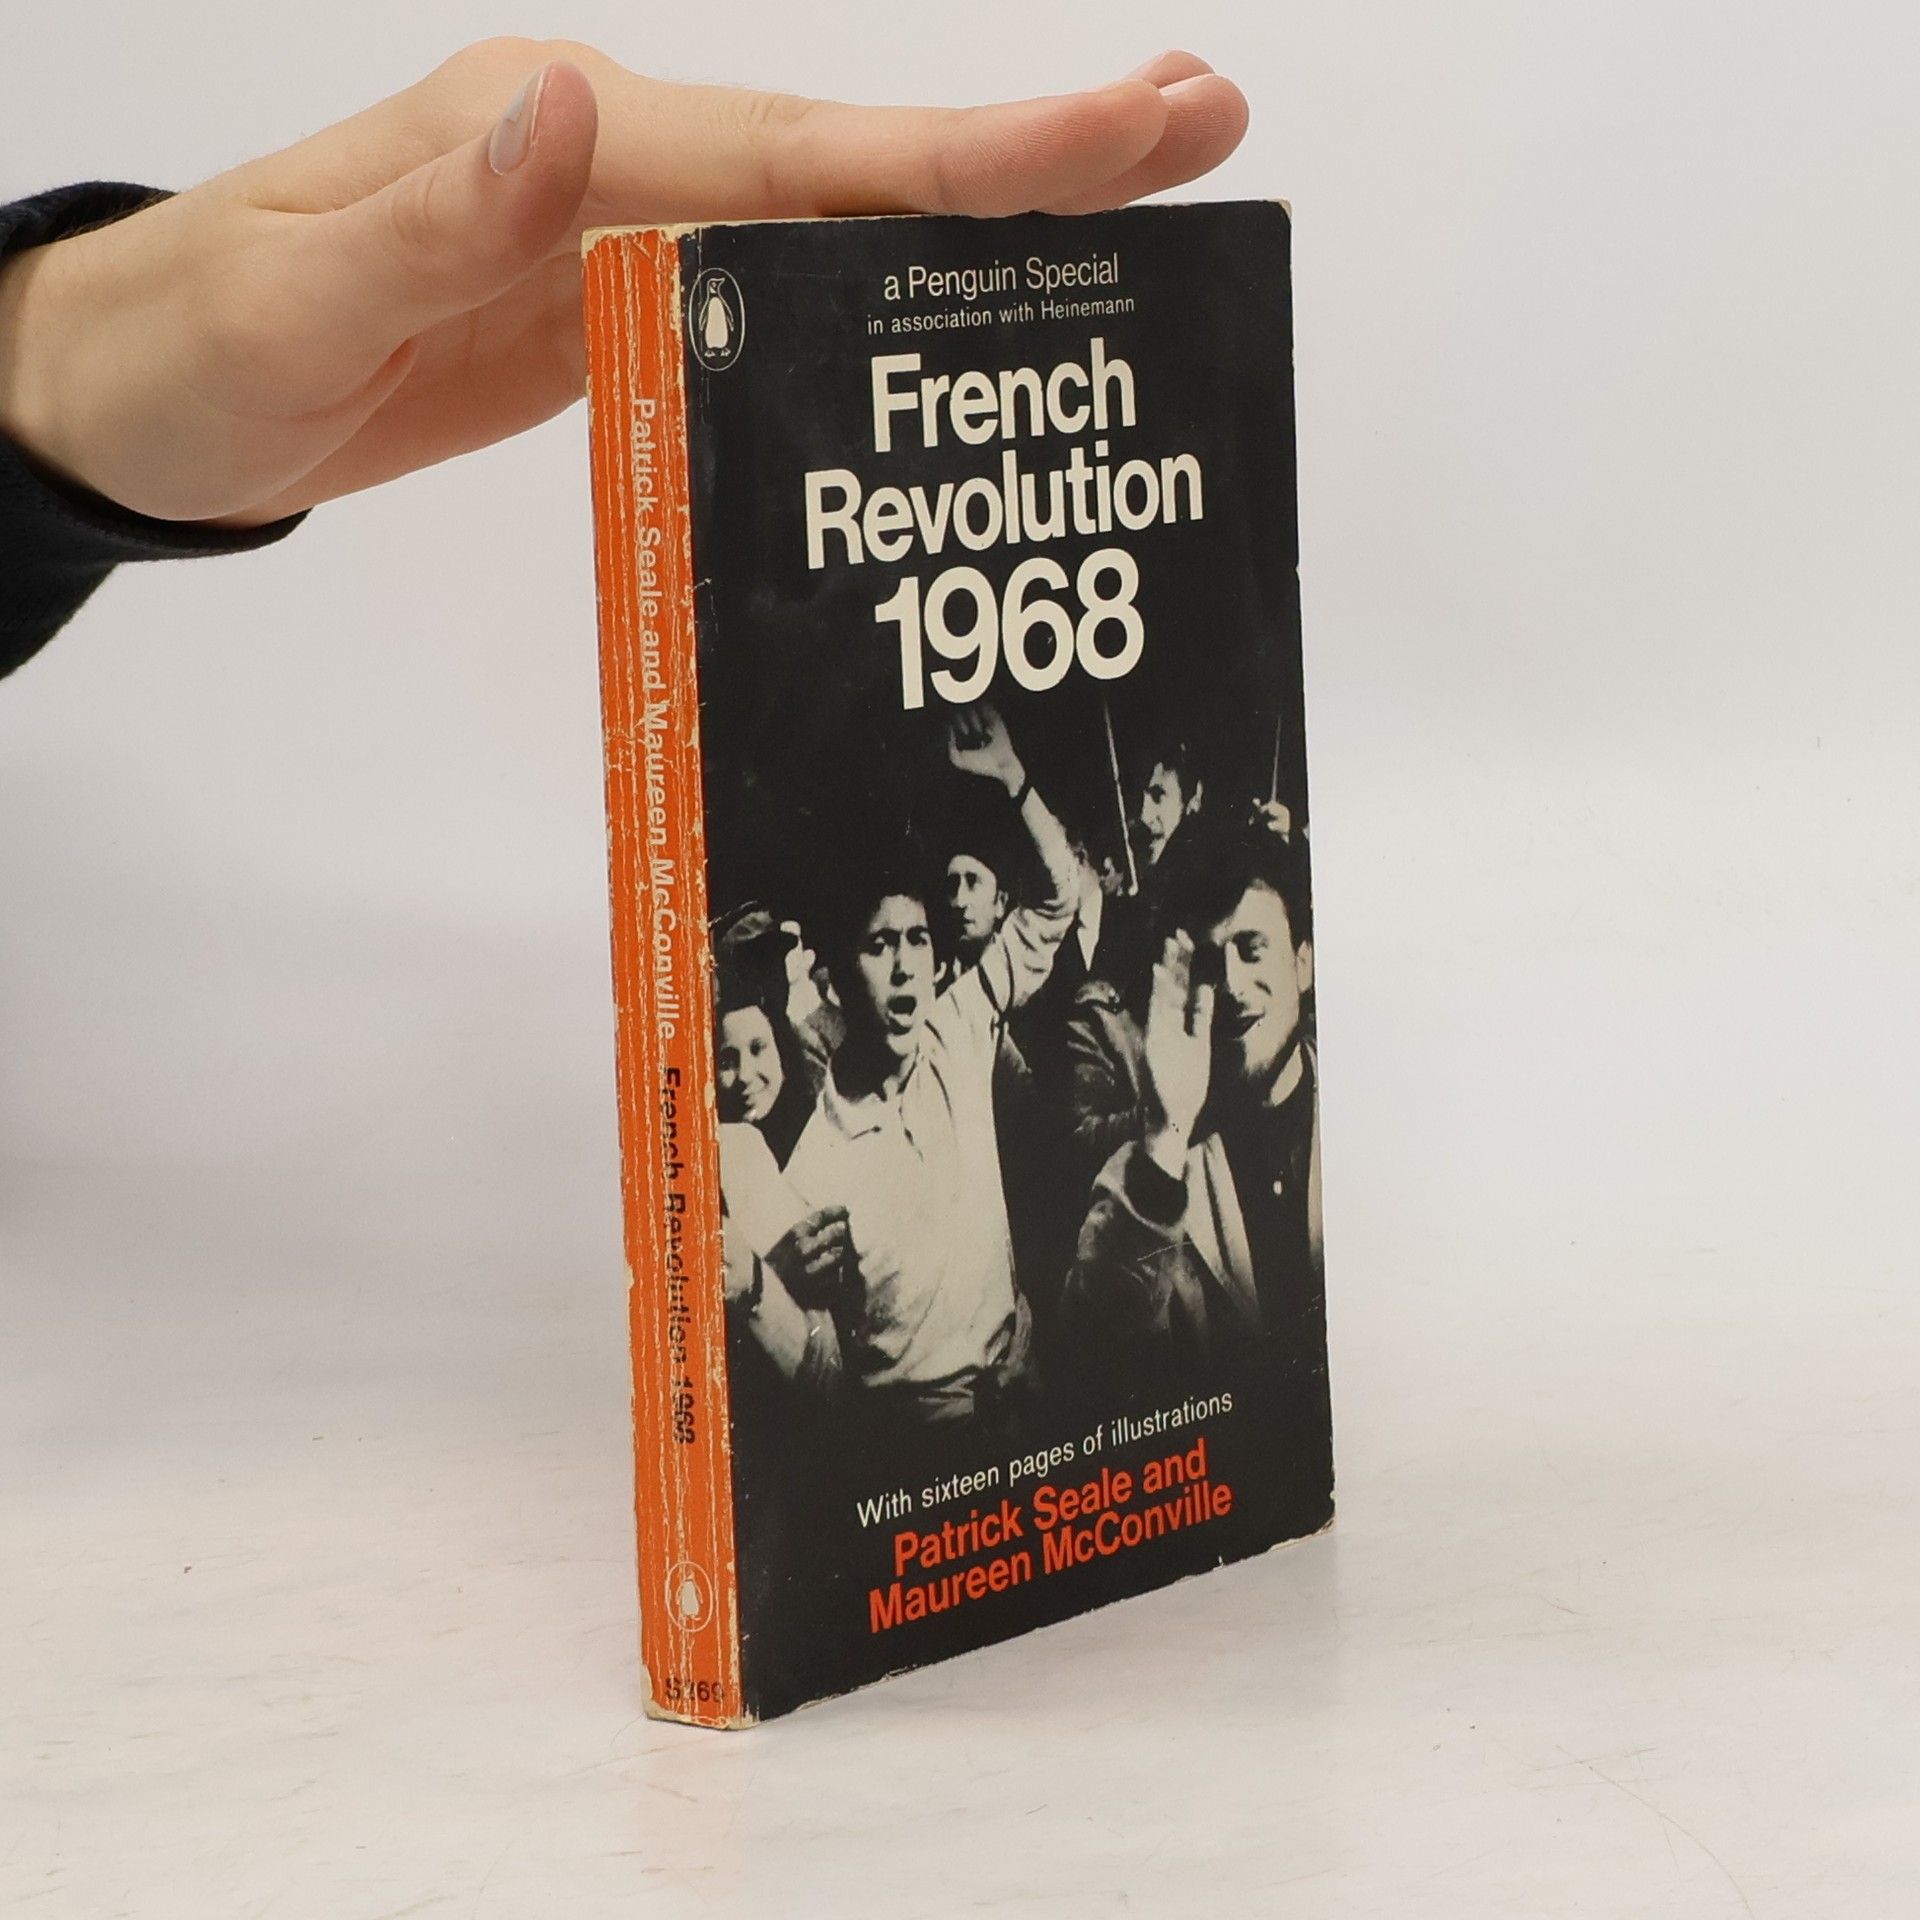 a Penguin Special
in association with Heinemann
French
Revolution
1968
With sixteen pages of illustrations
Patrick Seale and
Maureen McConville
Patrick Seale and Maureen McConville French Revolution 1968